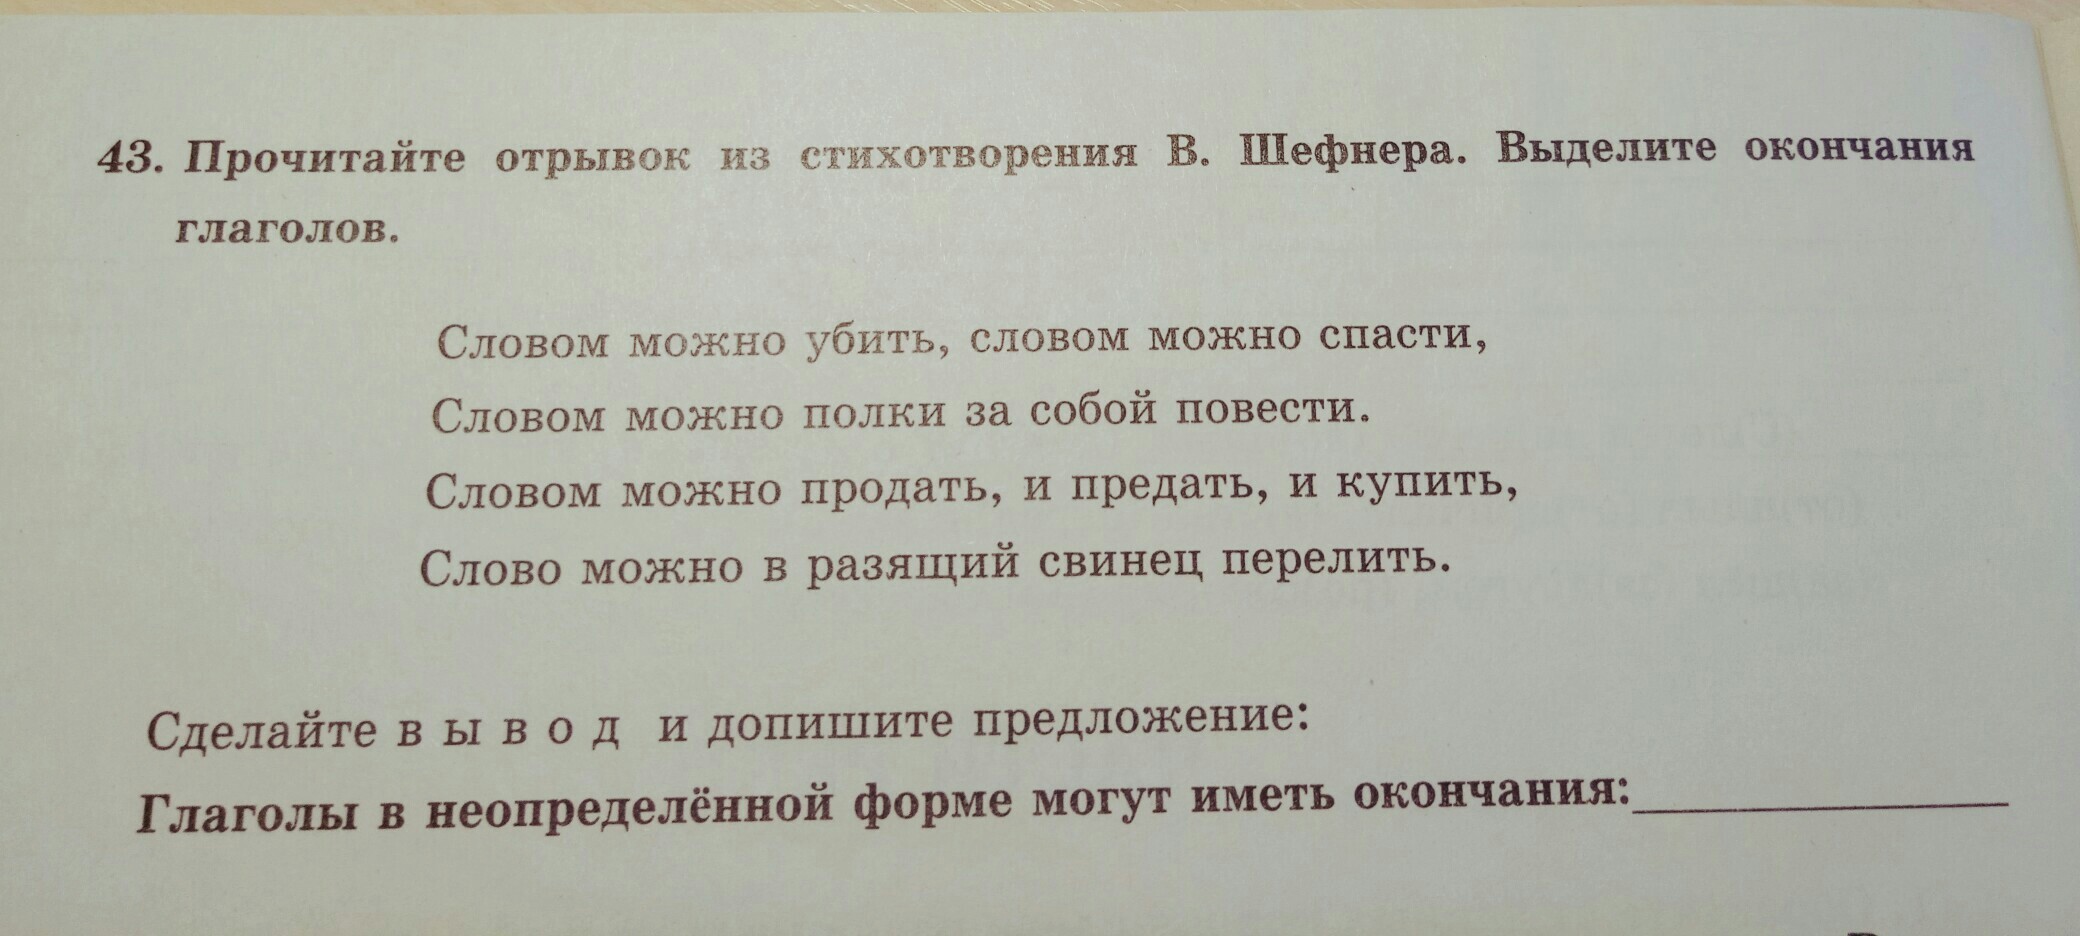 43. Прочитайте отрывок из стихотворения В. Шефнера. Выделите окончания
глаголов.
Словом можно убить, словом можно спасти,
Словом можно полки за собой повести.
Словом можно продать, и предать, и купить,
Слово можно в разящий свинец перелить.
Сделайте в ы в о д и допишите предложение:
Глаголы в неопределённой форме могут иметь окончания: